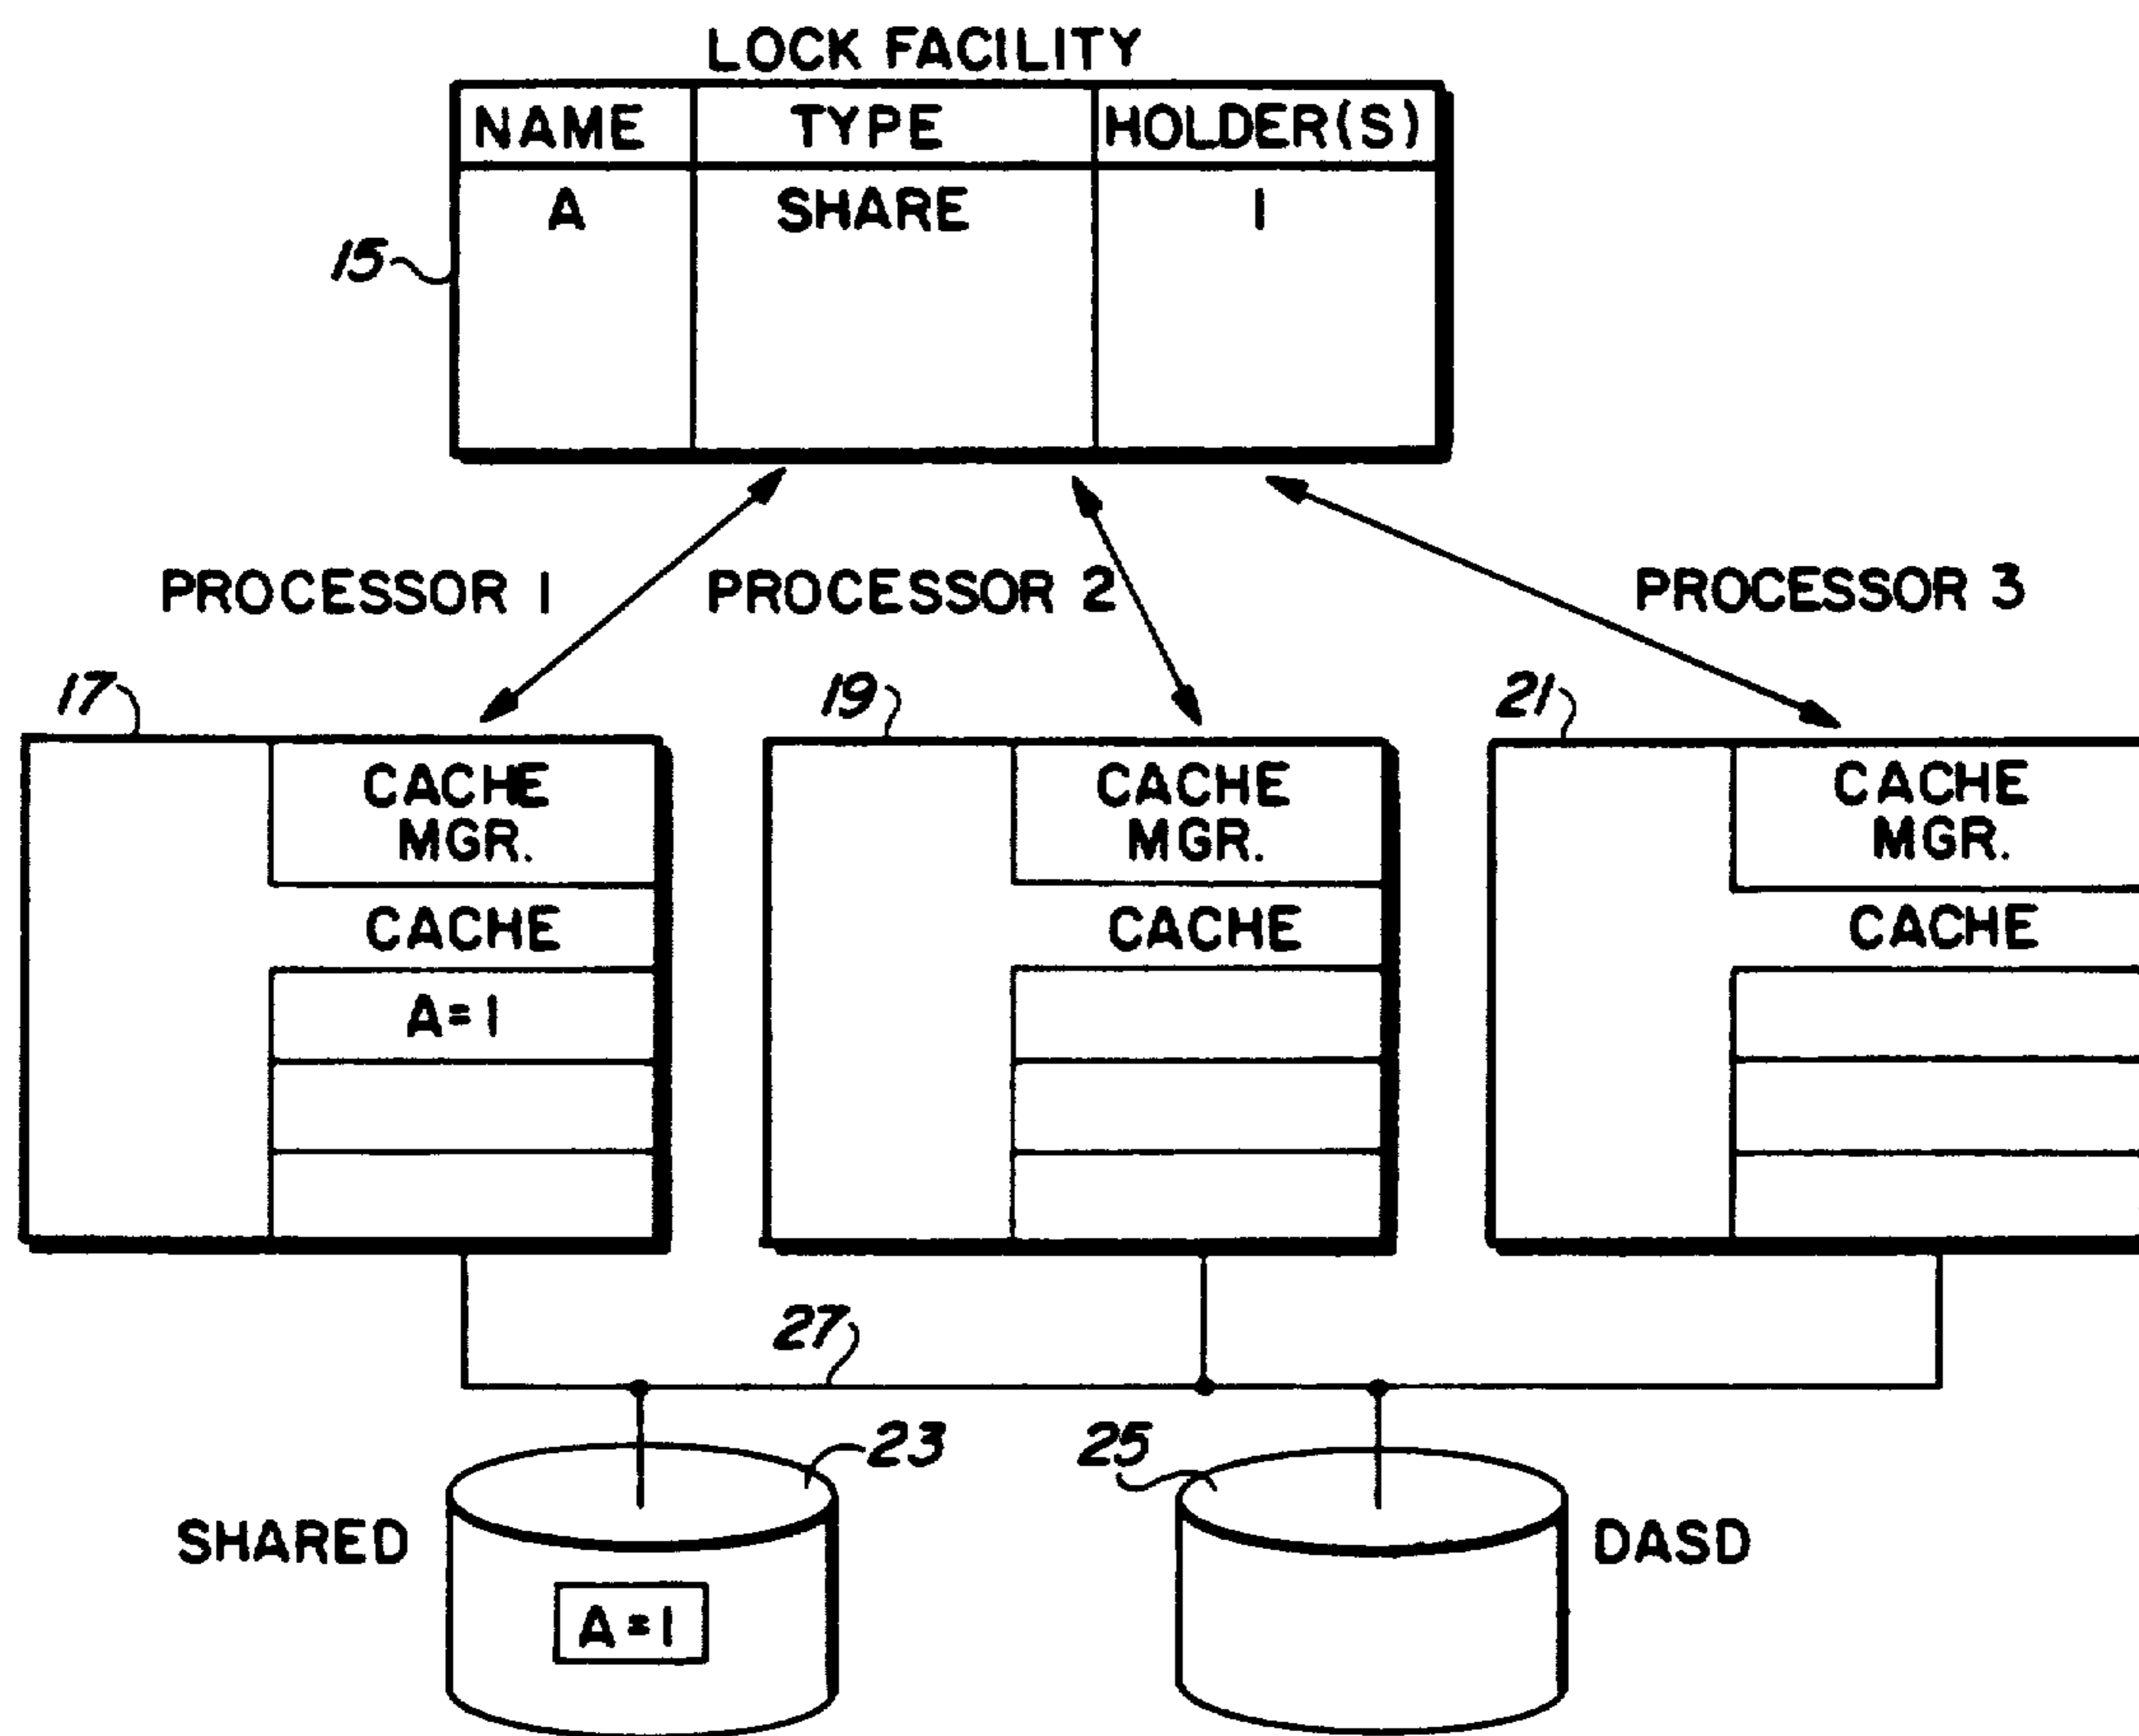 LOCK FACILITY
NAME TYPE HOLDER(S)
A SHARE 1
15
PROCESSOR 1 PROCESSOR 2 PROCESSOR 3
17 19 21
CACHE MGR. CACHE MGR. CACHE MGR.
CACHE CACHE CACHE
A=1
27
23 25
SHARED DASD
A=1